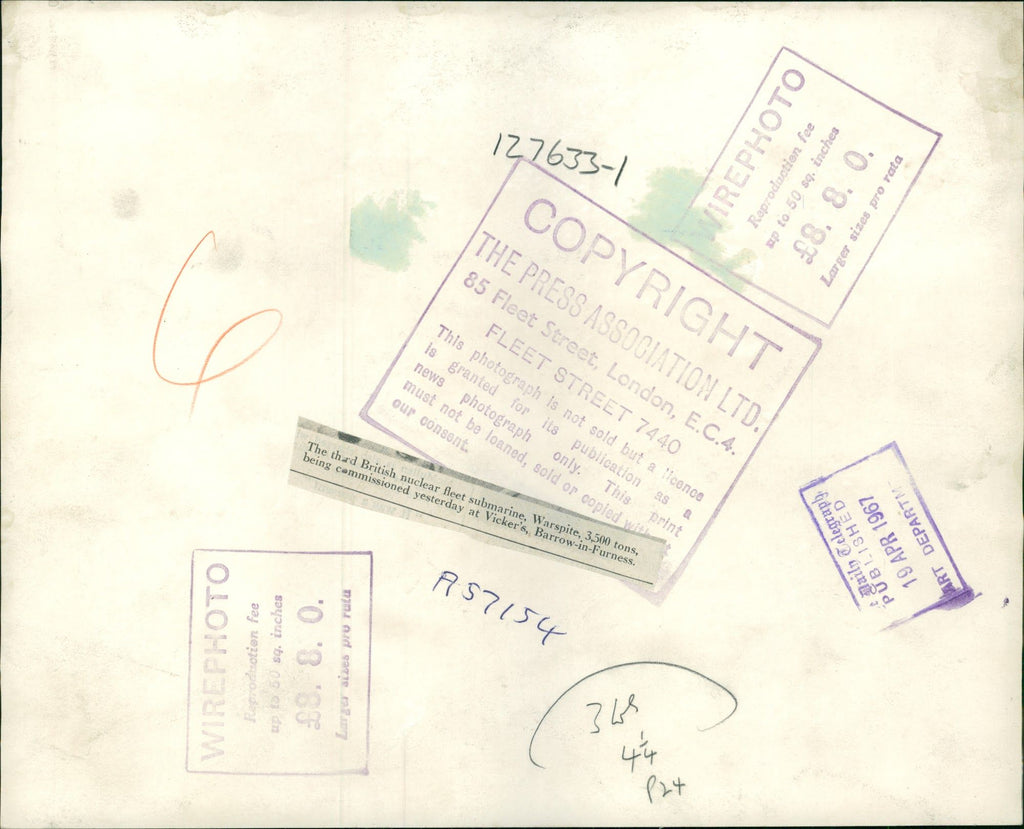 127633-1
WIREPHOTO
Reproduction fee
up to 50 sq. inches
£8. 8. 0.
Larger sizes pro rata
COPYRIGHT
THE PRESS ASSOCIATION LTD.
85 Fleet Street, London, E.C.4.
FLEET STREET 7440
This photograph is not sold but a licence
is granted for its publication as a
news photograph only. This print
must not be loaned, sold or copied with
our consent.
6
The third British nuclear fleet submarine, Warspite, 3,500 tons,
being commissioned yesterday at Vicker's, Barrow-in-Furness.
Daily Telegraph
PUBLISHED
19 APR 1967
ART DEPARTM
WIREPHOTO
Reproduction fee
up to 50 sq. inches
£8. 8. 0.
Larger sizes pro rata
A57154
3
4¼
P24